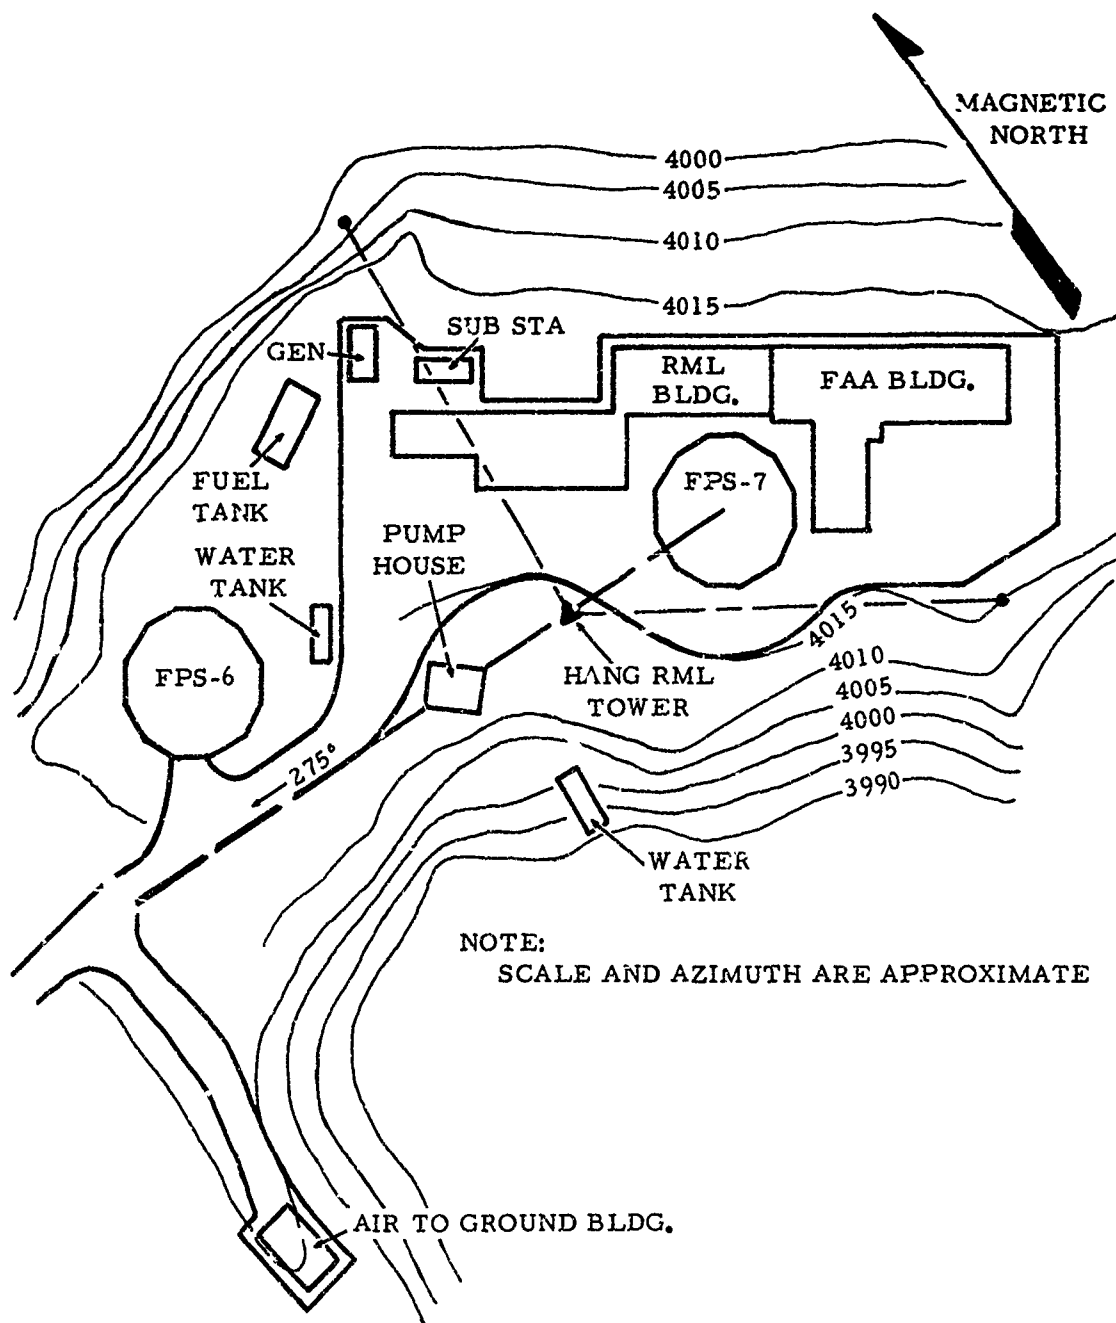 MAGNETIC
NORTH
4000
4005
4010
4015
SUB STA
GEN
RML
BLDG.
FAA BLDG.
FUEL
TANK
FPS-7
PUMP
HOUSE
WATER
TANK
4015
FPS-6
HANG RML
TOWER
4010
4005
4000
3995
3990
275°
WATER
TANK
NOTE:
SCALE AND AZIMUTH ARE APPROXIMATE
AIR TO GROUND BLDG.